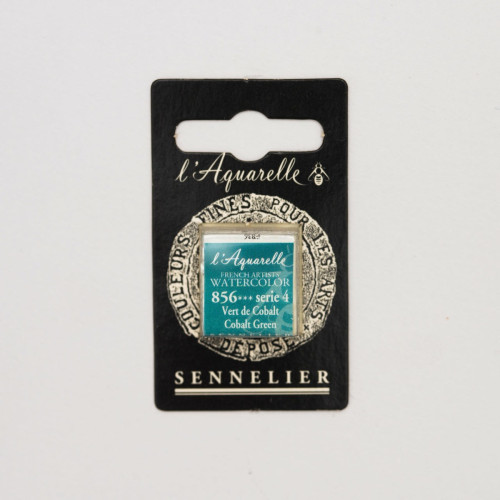 l'Aquarelle
COULEURS FINES POUR LES ARTS
l'Aquarelle
FRENCH ARTISTS'
WATERCOLOR
856*** serie 4
Vert de Cobalt
Cobalt Green
DÉPOSÉ
SENNELIER